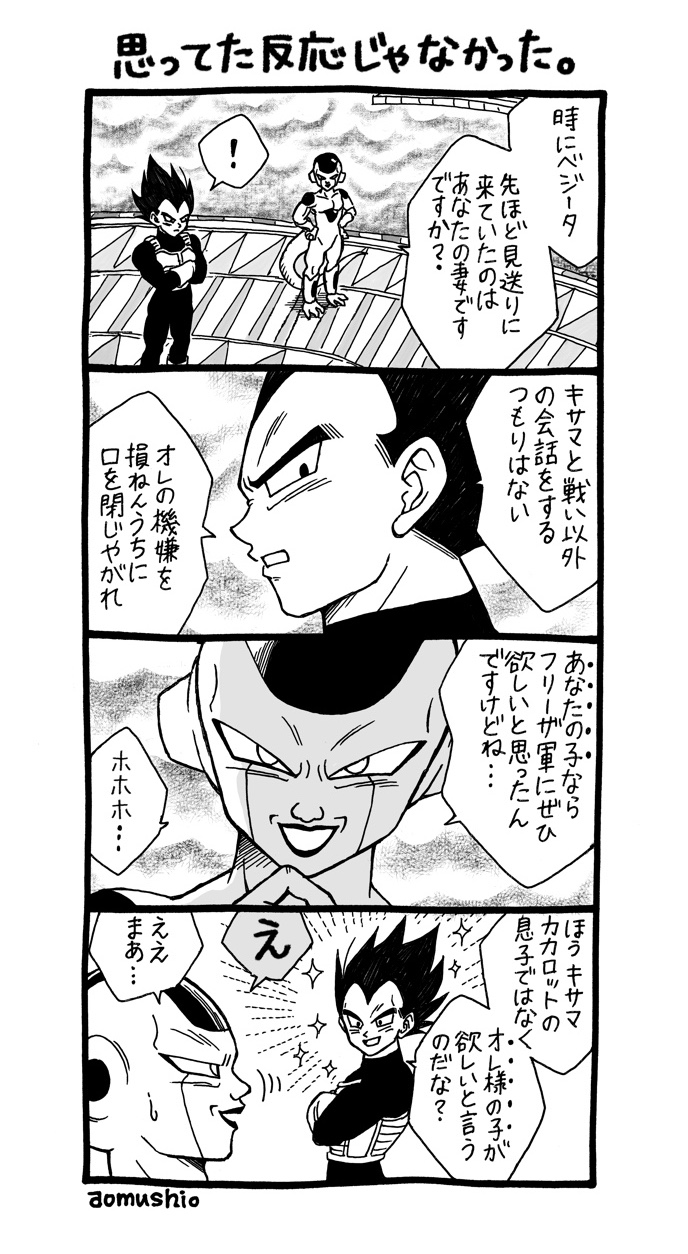 思ってた反応じゃなかった。
時にベジータ
先ほど見送りに
来ていたのは
あなたの妻です
ですか？
！
キサマと戦い以外
の会話をする
つもりはない
オレの機嫌を
損ねんうちに
口を閉じやがれ
あなたの子なら
フリーザ軍にぜひ
欲しいと思ったん
ですけどね…
ホホホ…
ほう キサマ
カカロットの
息子ではなく
オレ様の子が
欲しいと言う
のだな？
え
ええ
まあ…
aomushio